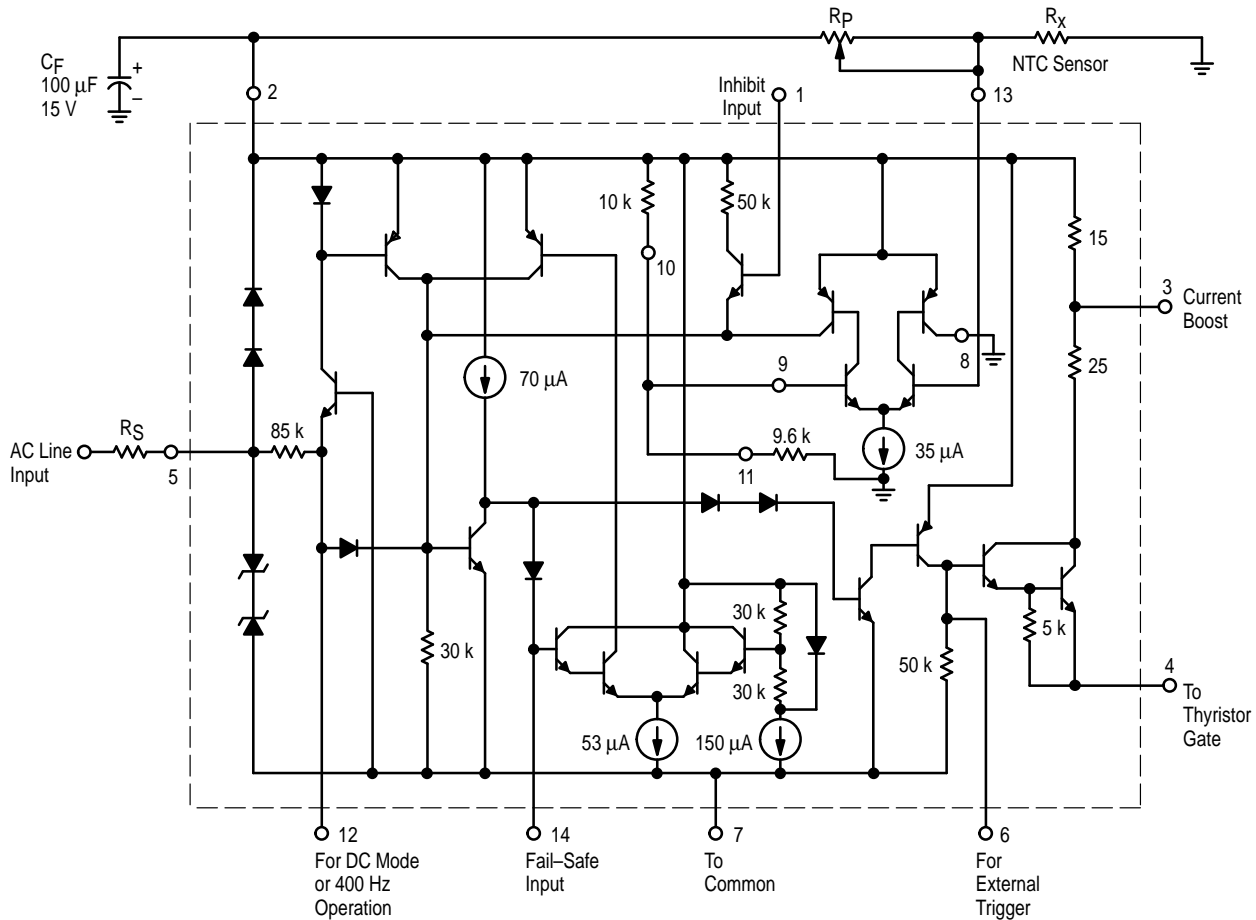 RP
RX
CF
100 µF
15 V
+
–
2
Inhibit
Input
1
NTC Sensor
13
10 k
50 k
15
10
3
Current
Boost
8
9
25
70 µA
RS
AC Line
Input
5
85 k
9.6 k
11
35 µA
30 k
30 k
30 k
50 k
5 k
4
To
Thyristor
Gate
53 µA
150 µA
12
For DC Mode
or 400 Hz
Operation
14
Fail–Safe
Input
7
To
Common
6
For
External
Trigger